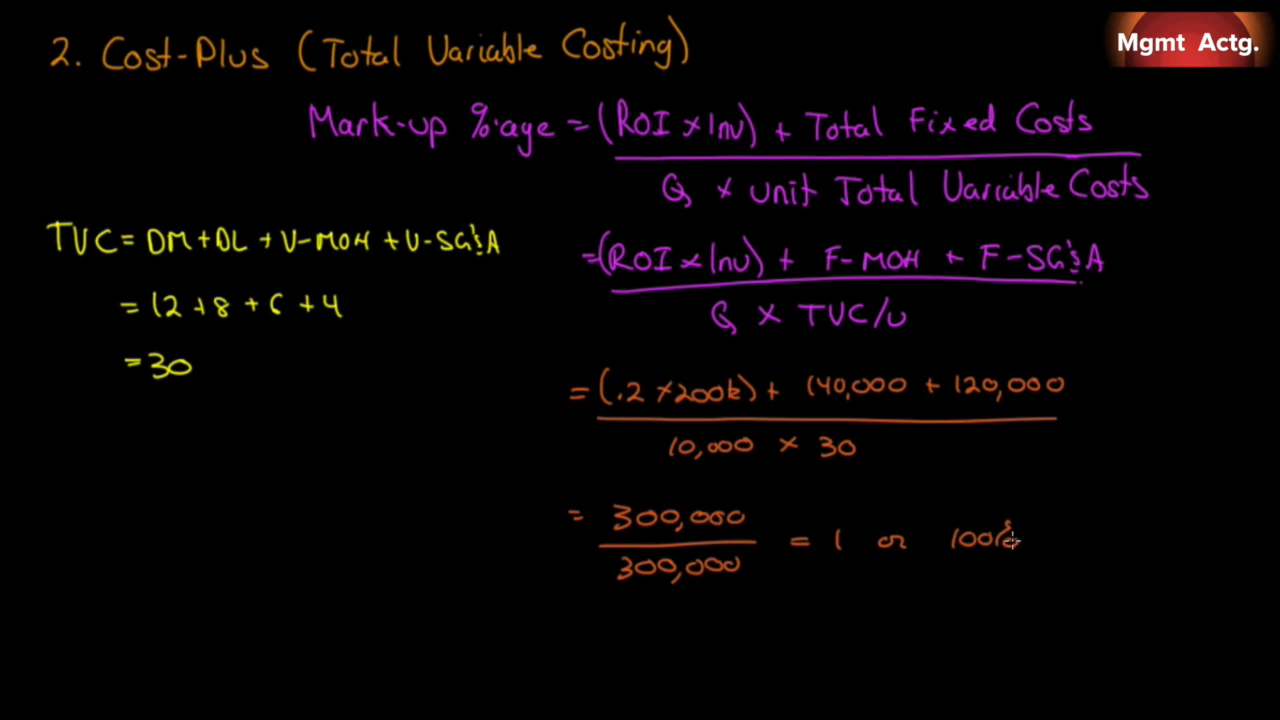 Mgmt Actg.
2. Cost-Plus (Total Variable Costing)
Mark-up %age = (ROI × Inv) + Total Fixed Costs
Q × unit Total Variable Costs
TVC = DM + DL + V-MOH + V-SG&A
= (ROI × Inv) + F-MOH + F-SG&A
Q × TVC/u
= 12 + 8 + 6 + 4
= 30
= (.2 × 200k) + 140,000 + 120,000
10,000 × 30
= 300,000
300,000
= 1 or 100%